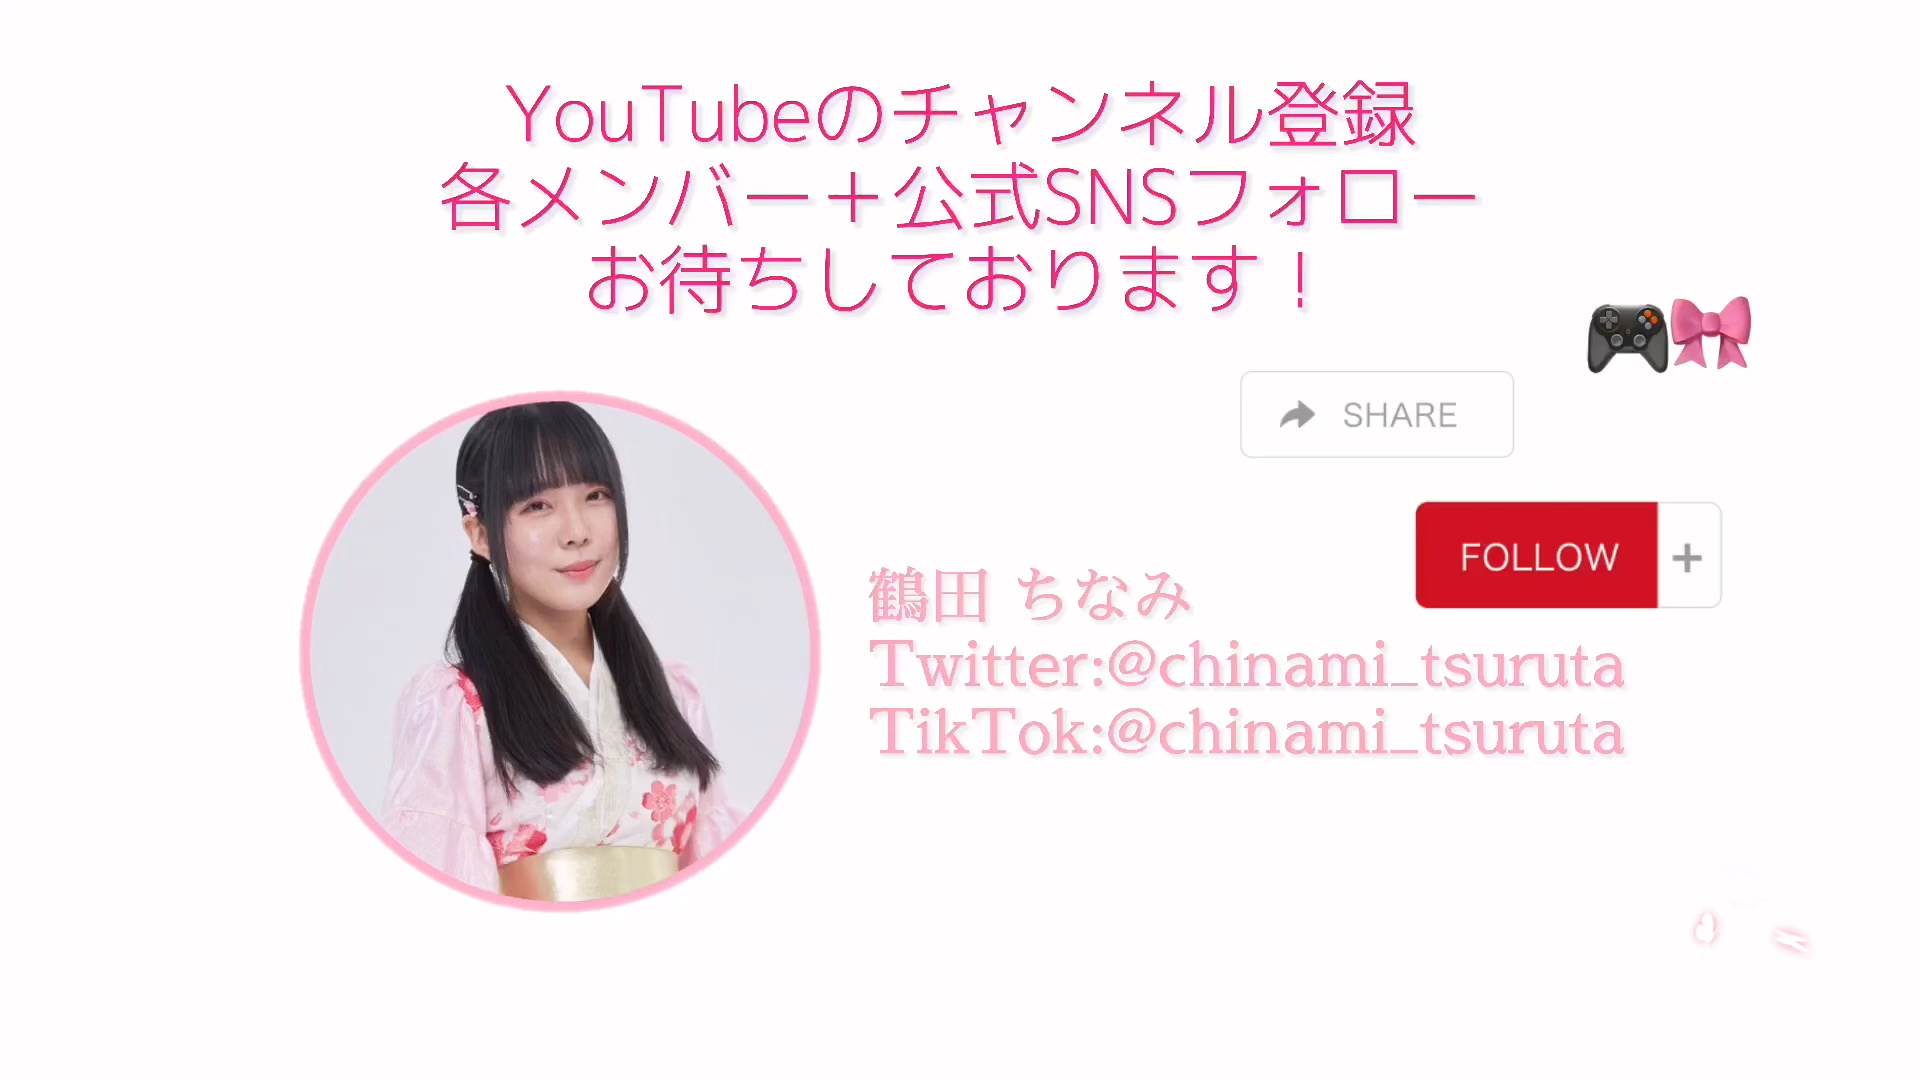 YouTubeのチャンネル登録
各メンバー＋公式SNSフォロー
お待ちしております！
SHARE
FOLLOW +
鶴田 ちなみ
Twitter:@chinami_tsuruta
TikTok:@chinami_tsuruta